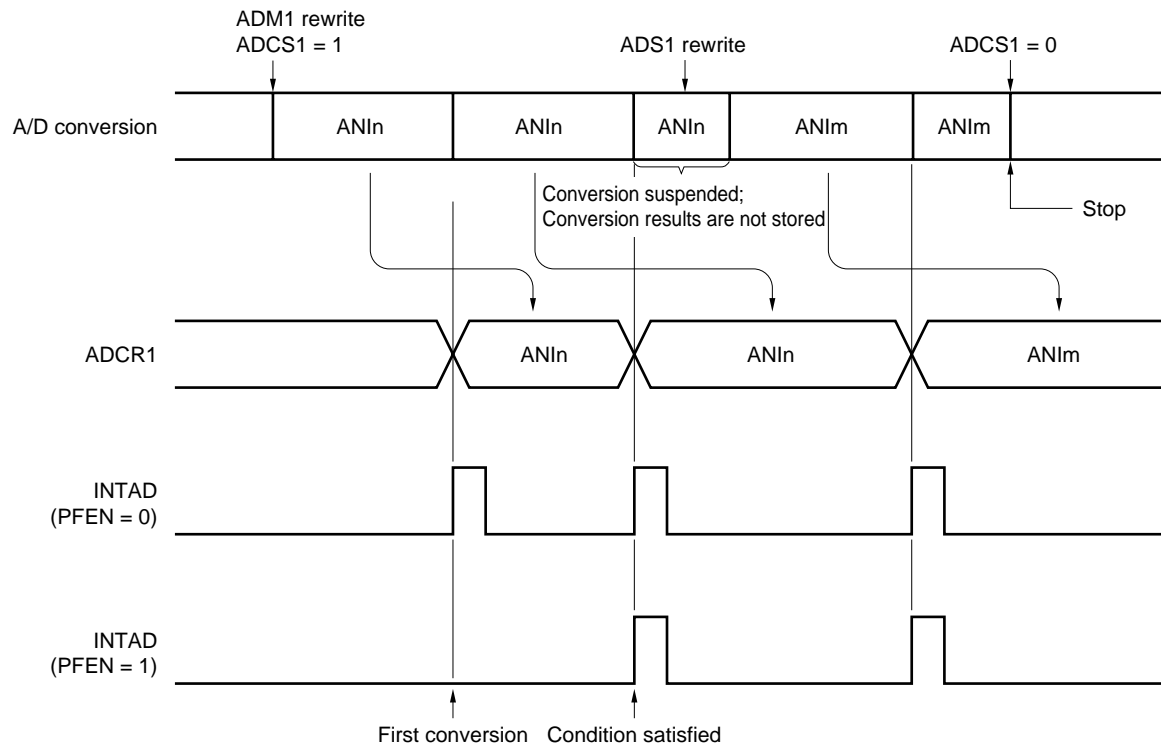 ADM1 rewrite
ADCS1 = 1
ADS1 rewrite
ADCS1 = 0
A/D conversion
ANIn
ANIn
ANIn
ANIm
ANIm
Conversion suspended;
Conversion results are not stored
Stop
ADCR1
ANIn
ANIn
ANIm
INTAD
(PFEN = 0)
INTAD
(PFEN = 1)
First conversion
Condition satisfied